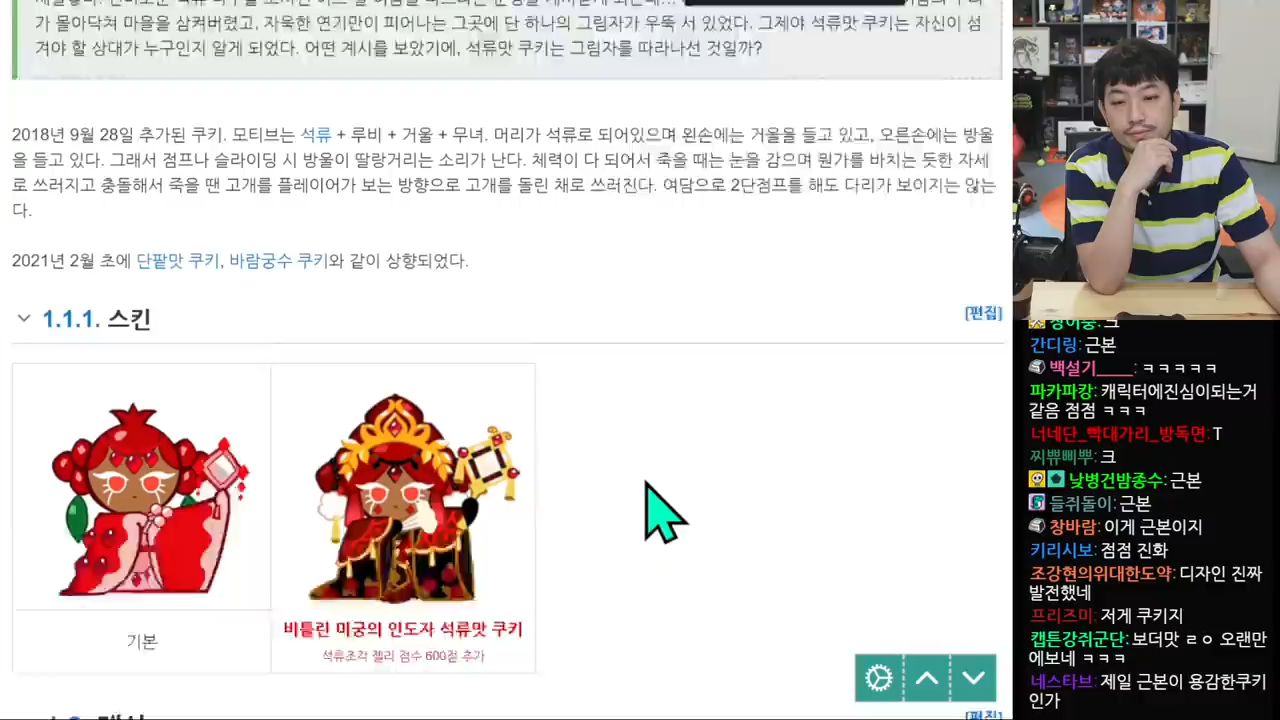 가 몰아닥쳐 마을을 삼켜버렸고, 자욱한 연기만이 피어나는 그곳에 단 하나의 그림자가 우뚝 서 있었다. 그제야 석류맛 쿠키는 자신이 섬
겨야 할 상대가 누구인지 알게 되었다. 어떤 계시를 보았기에, 석류맛 쿠키는 그림자를 따라나선 것일까?
2018년 9월 28일 추가된 쿠키. 모티브는 석류 + 루비 + 거울 + 무녀. 머리가 석류로 되어있으며 왼손에는 거울을 들고 있고, 오른손에는 방울
을 들고 있다. 그래서 점프나 슬라이딩 시 방울이 딸랑거리는 소리가 난다. 체력이 다 되어서 죽을 때는 눈을 감으며 뭔가를 바치는 듯한 자세
로 쓰러지고 충돌해서 죽을 땐 고개를 플레이어가 보는 방향으로 고개를 돌린 채로 쓰러진다. 여담으로 2단점프를 해도 다리가 보이지는 않는
다.
2021년 2월 초에 단팥맛 쿠키, 바람궁수 쿠키와 같이 상향되었다.
1.1.1. 스킨
[편집]
기본
비틀린 미궁의 인도자 석류맛 쿠키
석류조각 젤리 점수 600점 추가
[편집]
장어중: 크
간디링: 근본
백설기____: ㅋㅋㅋㅋㅋ
파카파캉: 캐릭터에진심이되는거
같음 점점 ㅋㅋㅋ
너네단_빡대가리_방독면: T
찌쀼삐뿌: 크
낮병건밤종수: 근본
들쥐돌이: 근본
창바람: 이게 근본이지
키리시보: 점점 진화
조강현의위대한도약: 디자인 진짜
발전했네
프리즈미: 저게 쿠키지
캡틴강쥐군단: 보더맛 ㄹㅇ 오랜만
에보네 ㅋㅋㅋ
네스타브: 제일 근본이 용감한쿠키
인가